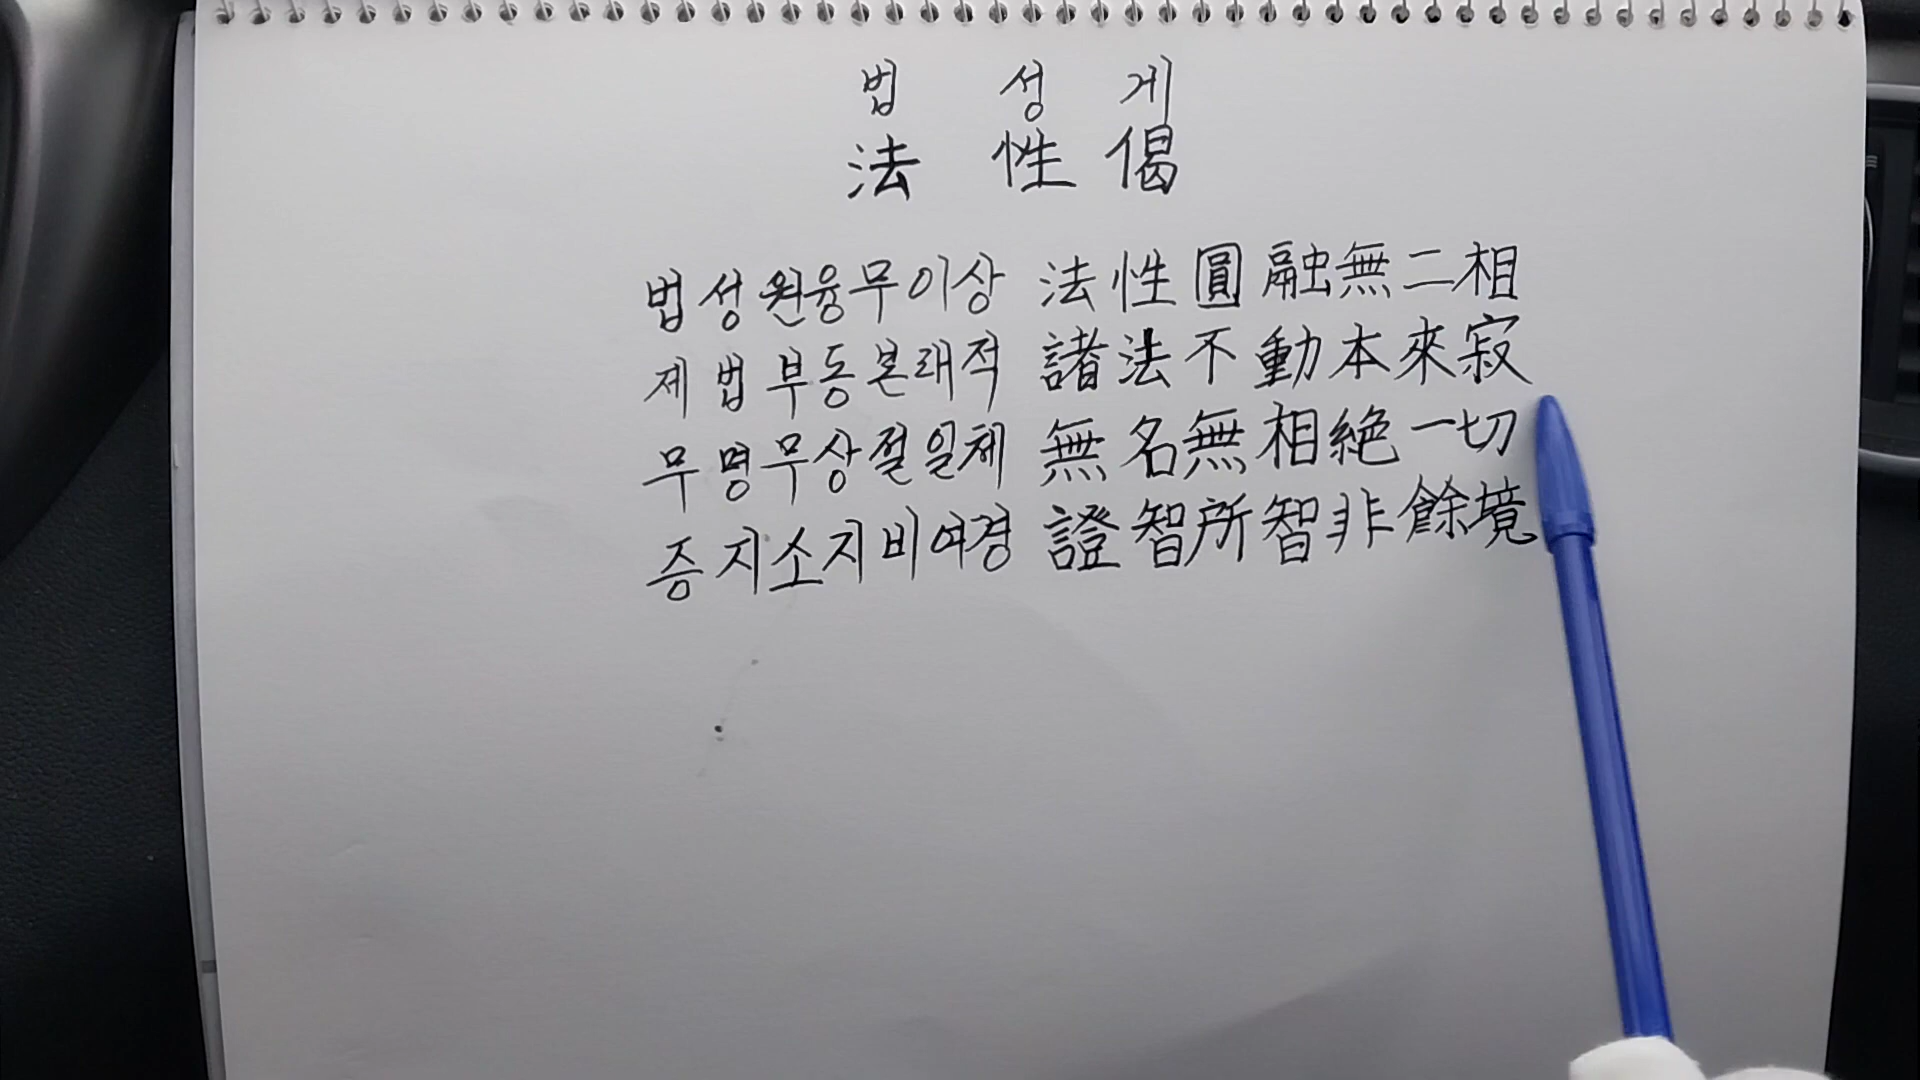 법 성 게
法 性 偈
법성원융무이상 法性圓融無二相
제법부동본래적 諸法不動本來寂
무명무상절일체 無名無相絶一切
증지소지비여경 證智所智非餘境